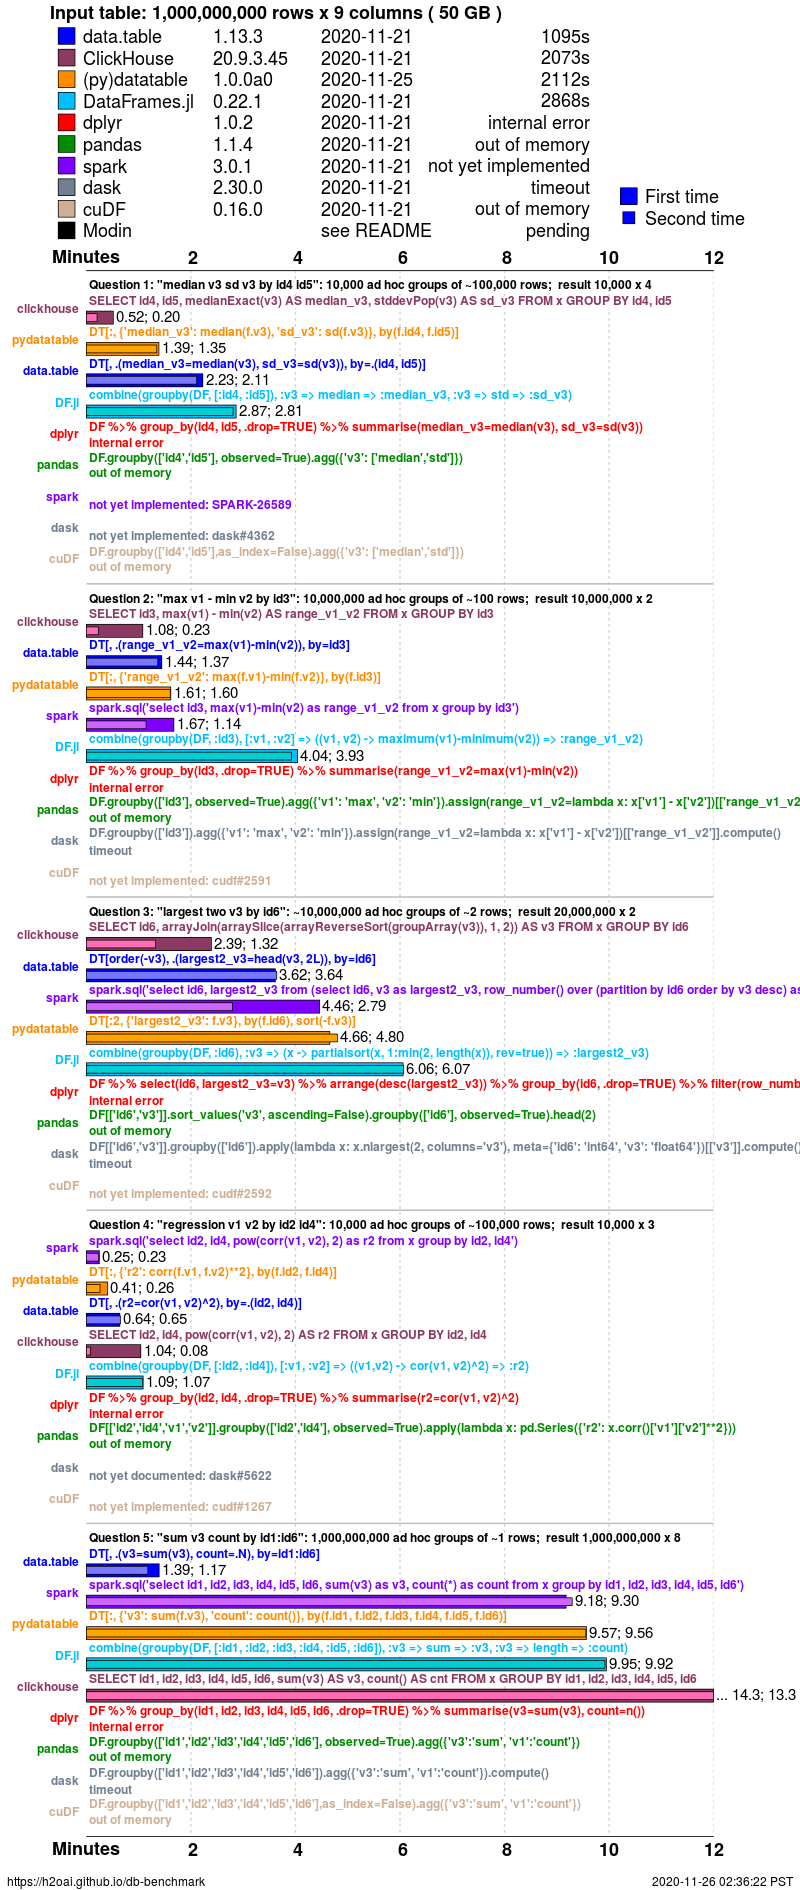 Input table: 1,000,000,000 rows x 9 columns ( 50 GB )
data.table 1.13.3 2020-11-21 1095s
ClickHouse 20.9.3.45 2020-11-21 2073s
(py)datatable 1.0.0a0 2020-11-25 2112s
DataFrames.jl 0.22.1 2020-11-21 2868s
dplyr 1.0.2 2020-11-21 internal error
pandas 1.1.4 2020-11-21 out of memory
spark 3.0.1 2020-11-21 not yet implemented
dask 2.30.0 2020-11-21 timeout
cuDF 0.16.0 2020-11-21 out of memory
Modin see README pending
First time
Second time
Minutes 2 4 6 8 10 12
Question 1: "median v3 sd v3 by id4 id5": 10,000 ad hoc groups of ~100,000 rows; result 10,000 x 4
SELECT id4, id5, medianExact(v3) AS median_v3, stddevPop(v3) AS sd_v3 FROM x GROUP BY id4, id5
clickhouse 0.52; 0.20
DT[:, {'median_v3': median(f.v3), 'sd_v3': sd(f.v3)}, by(f.id4, f.id5)]
pydatatable 1.39; 1.35
DT[, .(median_v3=median(v3), sd_v3=sd(v3)), by=.(id4, id5)]
data.table 2.23; 2.11
combine(groupby(DF, [:id4, :id5]), :v3 => median => :median_v3, :v3 => std => :sd_v3)
DF.jl 2.87; 2.81
DF %>% group_by(id4, id5, .drop=TRUE) %>% summarise(median_v3=median(v3), sd_v3=sd(v3))
dplyr internal error
DF.groupby(['id4','id5'], observed=True).agg({'v3': ['median','std']})
pandas out of memory
spark not yet implemented: SPARK-26589
dask not yet implemented: dask#4362
DF.groupby(['id4','id5'],as_index=False).agg({'v3': ['median','std']})
cuDF out of memory
Question 2: "max v1 - min v2 by id3": 10,000,000 ad hoc groups of ~100 rows; result 10,000,000 x 2
SELECT id3, max(v1) - min(v2) AS range_v1_v2 FROM x GROUP BY id3
clickhouse 1.08; 0.23
DT[, .(range_v1_v2=max(v1)-min(v2)), by=id3]
data.table 1.44; 1.37
DT[:, {'range_v1_v2': max(f.v1)-min(f.v2)}, by(f.id3)]
pydatatable 1.61; 1.60
spark.sql('select id3, max(v1)-min(v2) as range_v1_v2 from x group by id3')
spark 1.67; 1.14
combine(groupby(DF, :id3), [:v1, :v2] => ((v1, v2) -> maximum(v1)-minimum(v2)) => :range_v1_v2)
DF.jl 4.04; 3.93
DF %>% group_by(id3, .drop=TRUE) %>% summarise(range_v1_v2=max(v1)-min(v2))
dplyr internal error
DF.groupby(['id3'], observed=True).agg({'v1': 'max', 'v2': 'min'}).assign(range_v1_v2=lambda x: x['v1'] - x['v2'])[['range_v1_v2
pandas out of memory
DF.groupby(['id3']).agg({'v1': 'max', 'v2': 'min'}).assign(range_v1_v2=lambda x: x['v1'] - x['v2'])[['range_v1_v2']].compute()
dask timeout
cuDF not yet implemented: cudf#2591
Question 3: "largest two v3 by id6": ~10,000,000 ad hoc groups of ~2 rows; result 20,000,000 x 2
SELECT id6, arrayJoin(arraySlice(arrayReverseSort(groupArray(v3)), 1, 2)) AS v3 FROM x GROUP BY id6
clickhouse 2.39; 1.32
DT[order(-v3), .(largest2_v3=head(v3, 2L)), by=id6]
data.table 3.62; 3.64
spark.sql('select id6, largest2_v3 from (select id6, v3 as largest2_v3, row_number() over (partition by id6 order by v3 desc) as
spark 4.46; 2.79
DT[:2, {'largest2_v3': f.v3}, by(f.id6), sort(-f.v3)]
pydatatable 4.66; 4.80
combine(groupby(DF, :id6), :v3 => (x -> partialsort(x, 1:min(2, length(x)), rev=true)) => :largest2_v3)
DF.jl 6.06; 6.07
DF %>% select(id6, largest2_v3=v3) %>% arrange(desc(largest2_v3)) %>% group_by(id6, .drop=TRUE) %>% filter(row_numb
dplyr internal error
DF[['id6','v3']].sort_values('v3', ascending=False).groupby(['id6'], observed=True).head(2)
pandas out of memory
DF[['id6','v3']].groupby(['id6']).apply(lambda x: x.nlargest(2, columns='v3'), meta={'id6': 'int64', 'v3': 'float64'})[['v3']].compute()
dask timeout
cuDF not yet implemented: cudf#2592
Question 4: "regression v1 v2 by id2 id4": 10,000 ad hoc groups of ~100,000 rows; result 10,000 x 3
spark.sql('select id2, id4, pow(corr(v1, v2), 2) as r2 from x group by id2, id4')
spark 0.25; 0.23
DT[:, {'r2': corr(f.v1, f.v2)**2}, by(f.id2, f.id4)]
pydatatable 0.41; 0.26
DT[, .(r2=cor(v1, v2)^2), by=.(id2, id4)]
data.table 0.64; 0.65
SELECT id2, id4, pow(corr(v1, v2), 2) AS r2 FROM x GROUP BY id2, id4
clickhouse 1.04; 0.08
combine(groupby(DF, [:id2, :id4]), [:v1, :v2] => ((v1,v2) -> cor(v1, v2)^2) => :r2)
DF.jl 1.09; 1.07
DF %>% group_by(id2, id4, .drop=TRUE) %>% summarise(r2=cor(v1, v2)^2)
dplyr internal error
DF[['id2','id4','v1','v2']].groupby(['id2','id4'], observed=True).apply(lambda x: pd.Series({'r2': x.corr()['v1']['v2']**2}))
pandas out of memory
dask not yet documented: dask#5622
cuDF not yet implemented: cudf#1267
Question 5: "sum v3 count by id1:id6": 1,000,000,000 ad hoc groups of ~1 rows; result 1,000,000,000 x 8
DT[, .(v3=sum(v3), count=.N), by=id1:id6]
data.table 1.39; 1.17
spark.sql('select id1, id2, id3, id4, id5, id6, sum(v3) as v3, count(*) as count from x group by id1, id2, id3, id4, id5, id6')
spark 9.18; 9.30
DT[:, {'v3': sum(f.v3), 'count': count()}, by(f.id1, f.id2, f.id3, f.id4, f.id5, f.id6)]
pydatatable 9.57; 9.56
combine(groupby(DF, [:id1, :id2, :id3, :id4, :id5, :id6]), :v3 => sum => :v3, :v3 => length => :count)
DF.jl 9.95; 9.92
SELECT id1, id2, id3, id4, id5, id6, sum(v3) AS v3, count() AS cnt FROM x GROUP BY id1, id2, id3, id4, id5, id6
clickhouse ... 14.3; 13.3
DF %>% group_by(id1, id2, id3, id4, id5, id6, .drop=TRUE) %>% summarise(v3=sum(v3), count=n())
dplyr internal error
DF.groupby(['id1','id2','id3','id4','id5','id6'], observed=True).agg({'v3':'sum', 'v1':'count'})
pandas out of memory
DF.groupby(['id1','id2','id3','id4','id5','id6']).agg({'v3':'sum', 'v1':'count'}).compute()
dask timeout
DF.groupby(['id1','id2','id3','id4','id5','id6'],as_index=False).agg({'v3':'sum', 'v1':'count'})
cuDF out of memory
Minutes 2 4 6 8 10 12
https://h2oai.github.io/db-benchmark 2020-11-26 02:36:22 PST